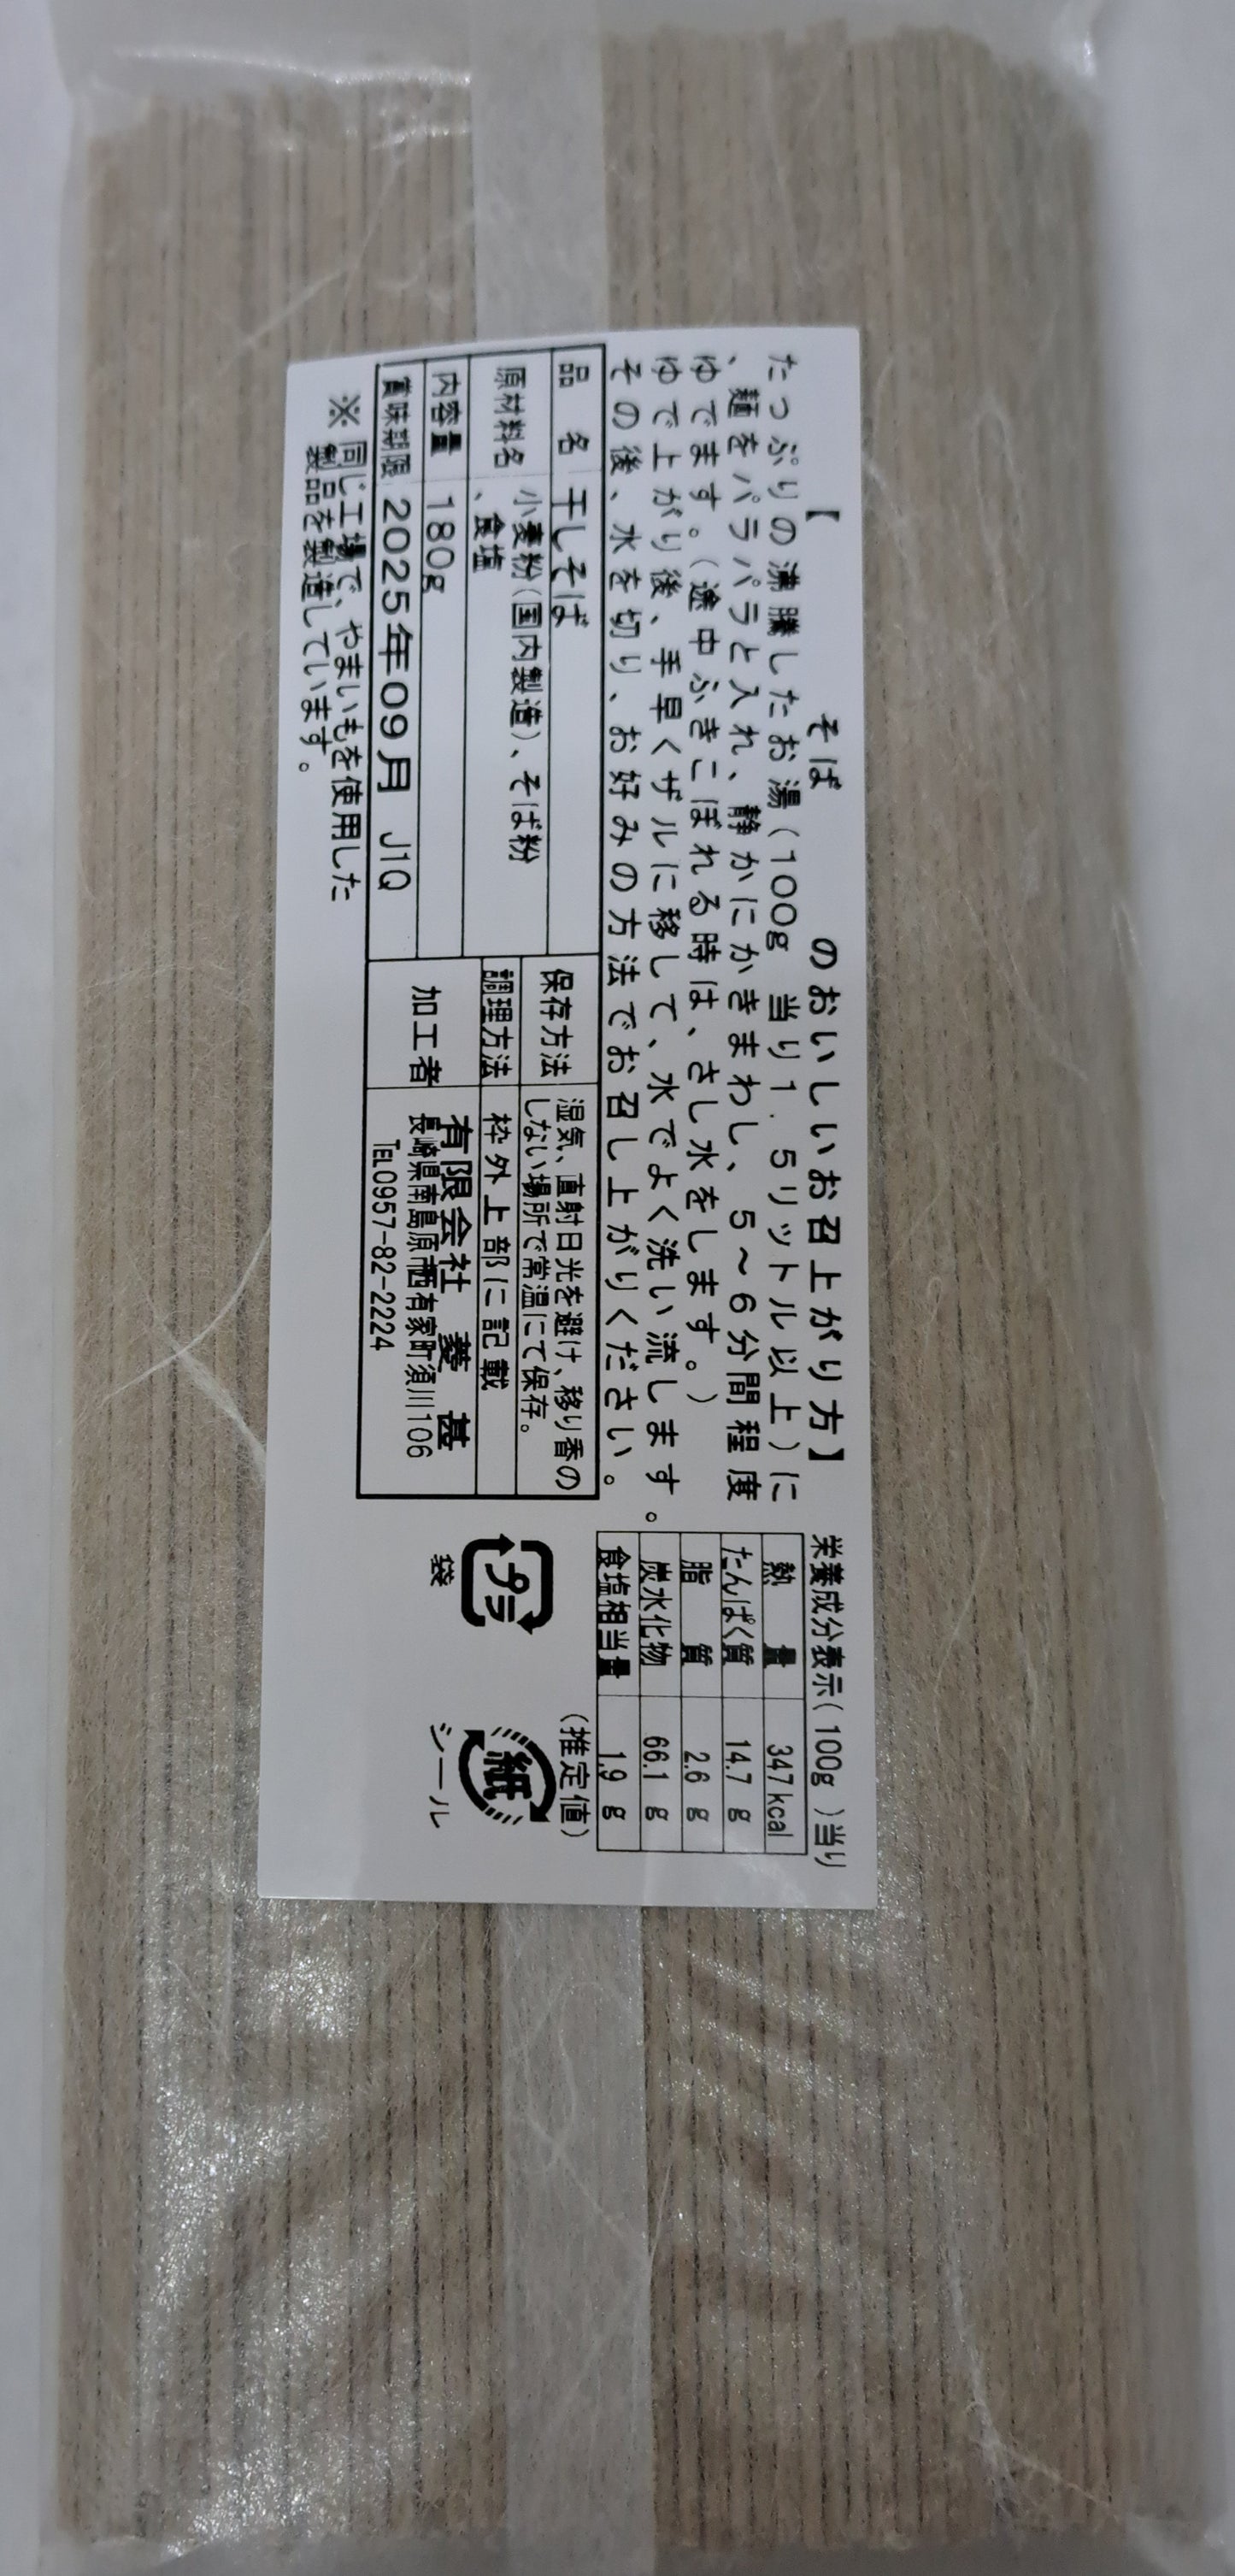 【　　　そば　　　のおいしいお召上がり方】
たっぷりの沸騰したお湯（100g　当り1.5リットル以上）に
、麺をパラパラと入れ、静かにかきまわし、5～6分間程度
ゆでます。（途中ふきこぼれる時は、さし水をします。）
ゆで上がり後、手早くザルに移して、水でよく洗い流します。
その後、水を切り、お好みの方法でお召し上がりください。
品　名　干しそば
原材料名　小麦粉（国内製造）、そば粉
、食塩
内容量　180g
賞味期限　2025年09月　J1Q
保存方法　湿気、直射日光を避け、移り香の
しない場所で常温にて保存。
調理方法　枠外上部に記載
加工者　有限会社　菱　甚
長崎県南島原市西有家町須川106
TEL0957-82-2224
※同じ工場で、やまいもを使用した
製品を製造しています。
栄養成分表示（100g）当り
熱　量　347kcal
たんぱく質　14.7 g
脂　質　2.6 g
炭水化物　66.1 g
食塩相当量　1.9 g
（推定値）
プラ
袋
紙
シール